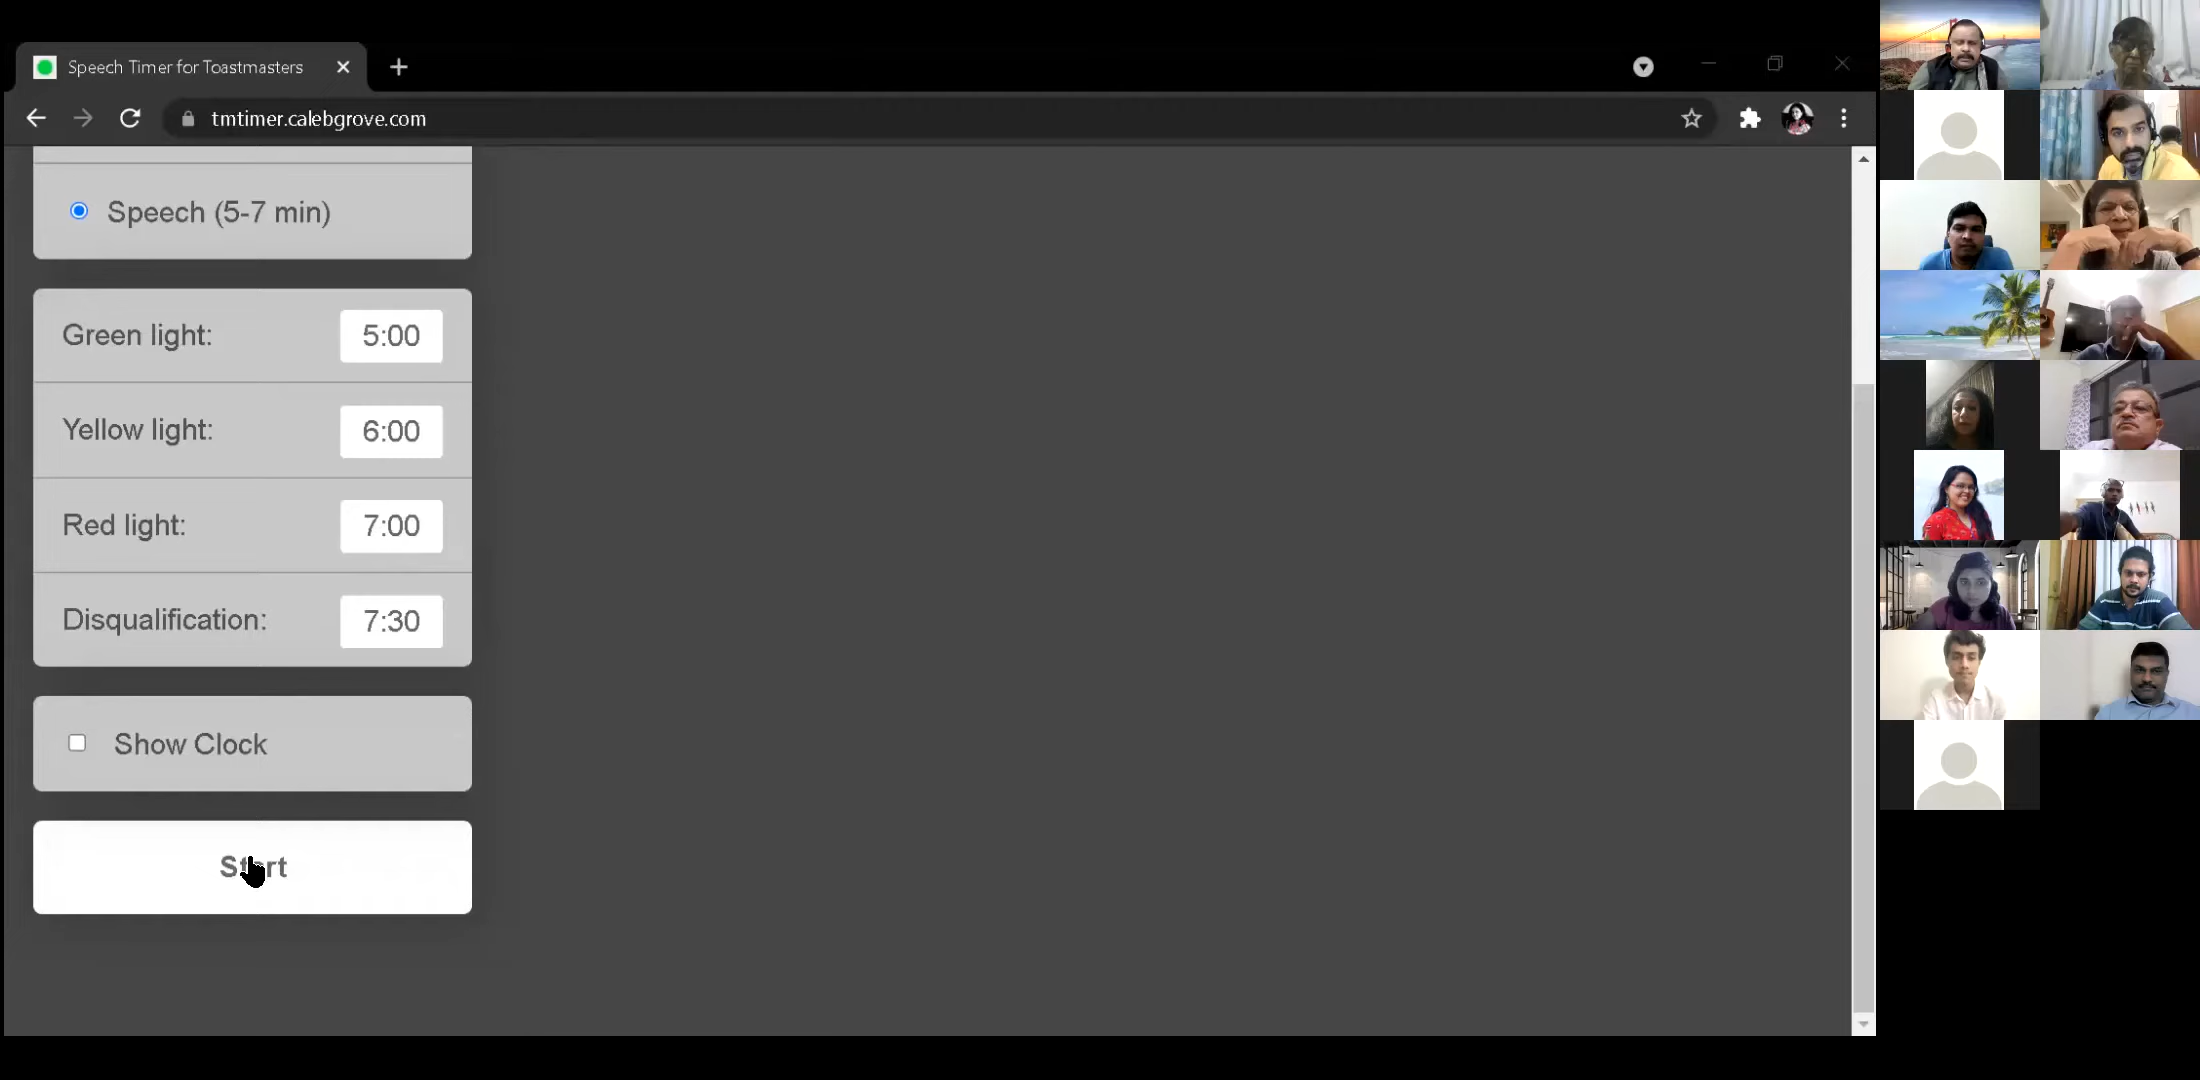 Speech Timer for Toastmasters
tmtimer.calebgrove.com
Speech (5-7 min)
Green light: 5:00
Yellow light: 6:00
Red light: 7:00
Disqualification: 7:30
Show Clock
Start